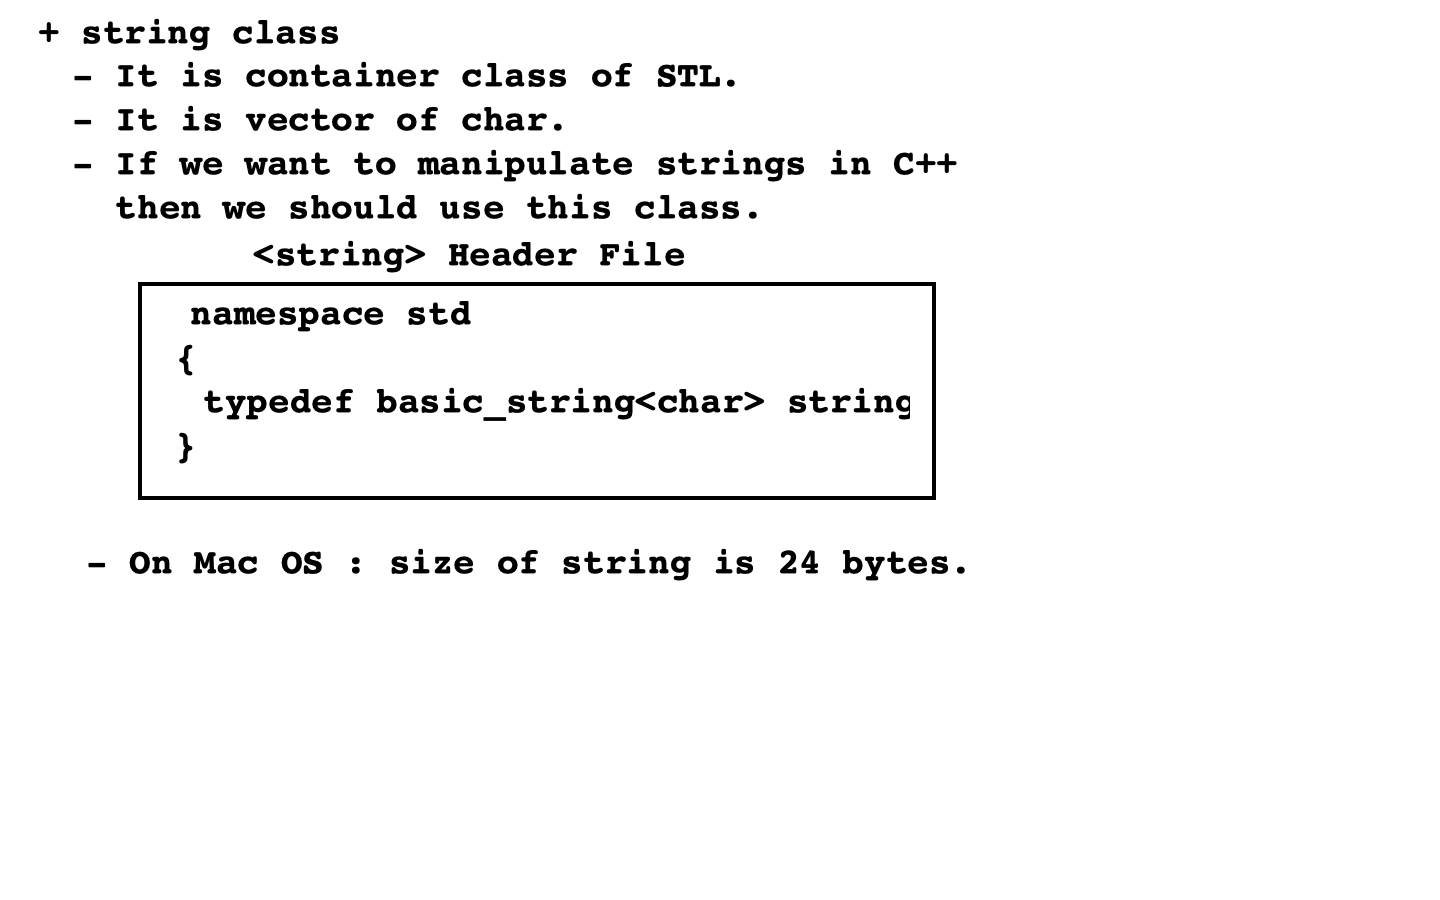 + string class
- It is container class of STL.
- It is vector of char.
- If we want to manipulate strings in C++
then we should use this class.
<string> Header File
namespace std
{
typedef basic_string<char> string
}
- On Mac OS : size of string is 24 bytes.